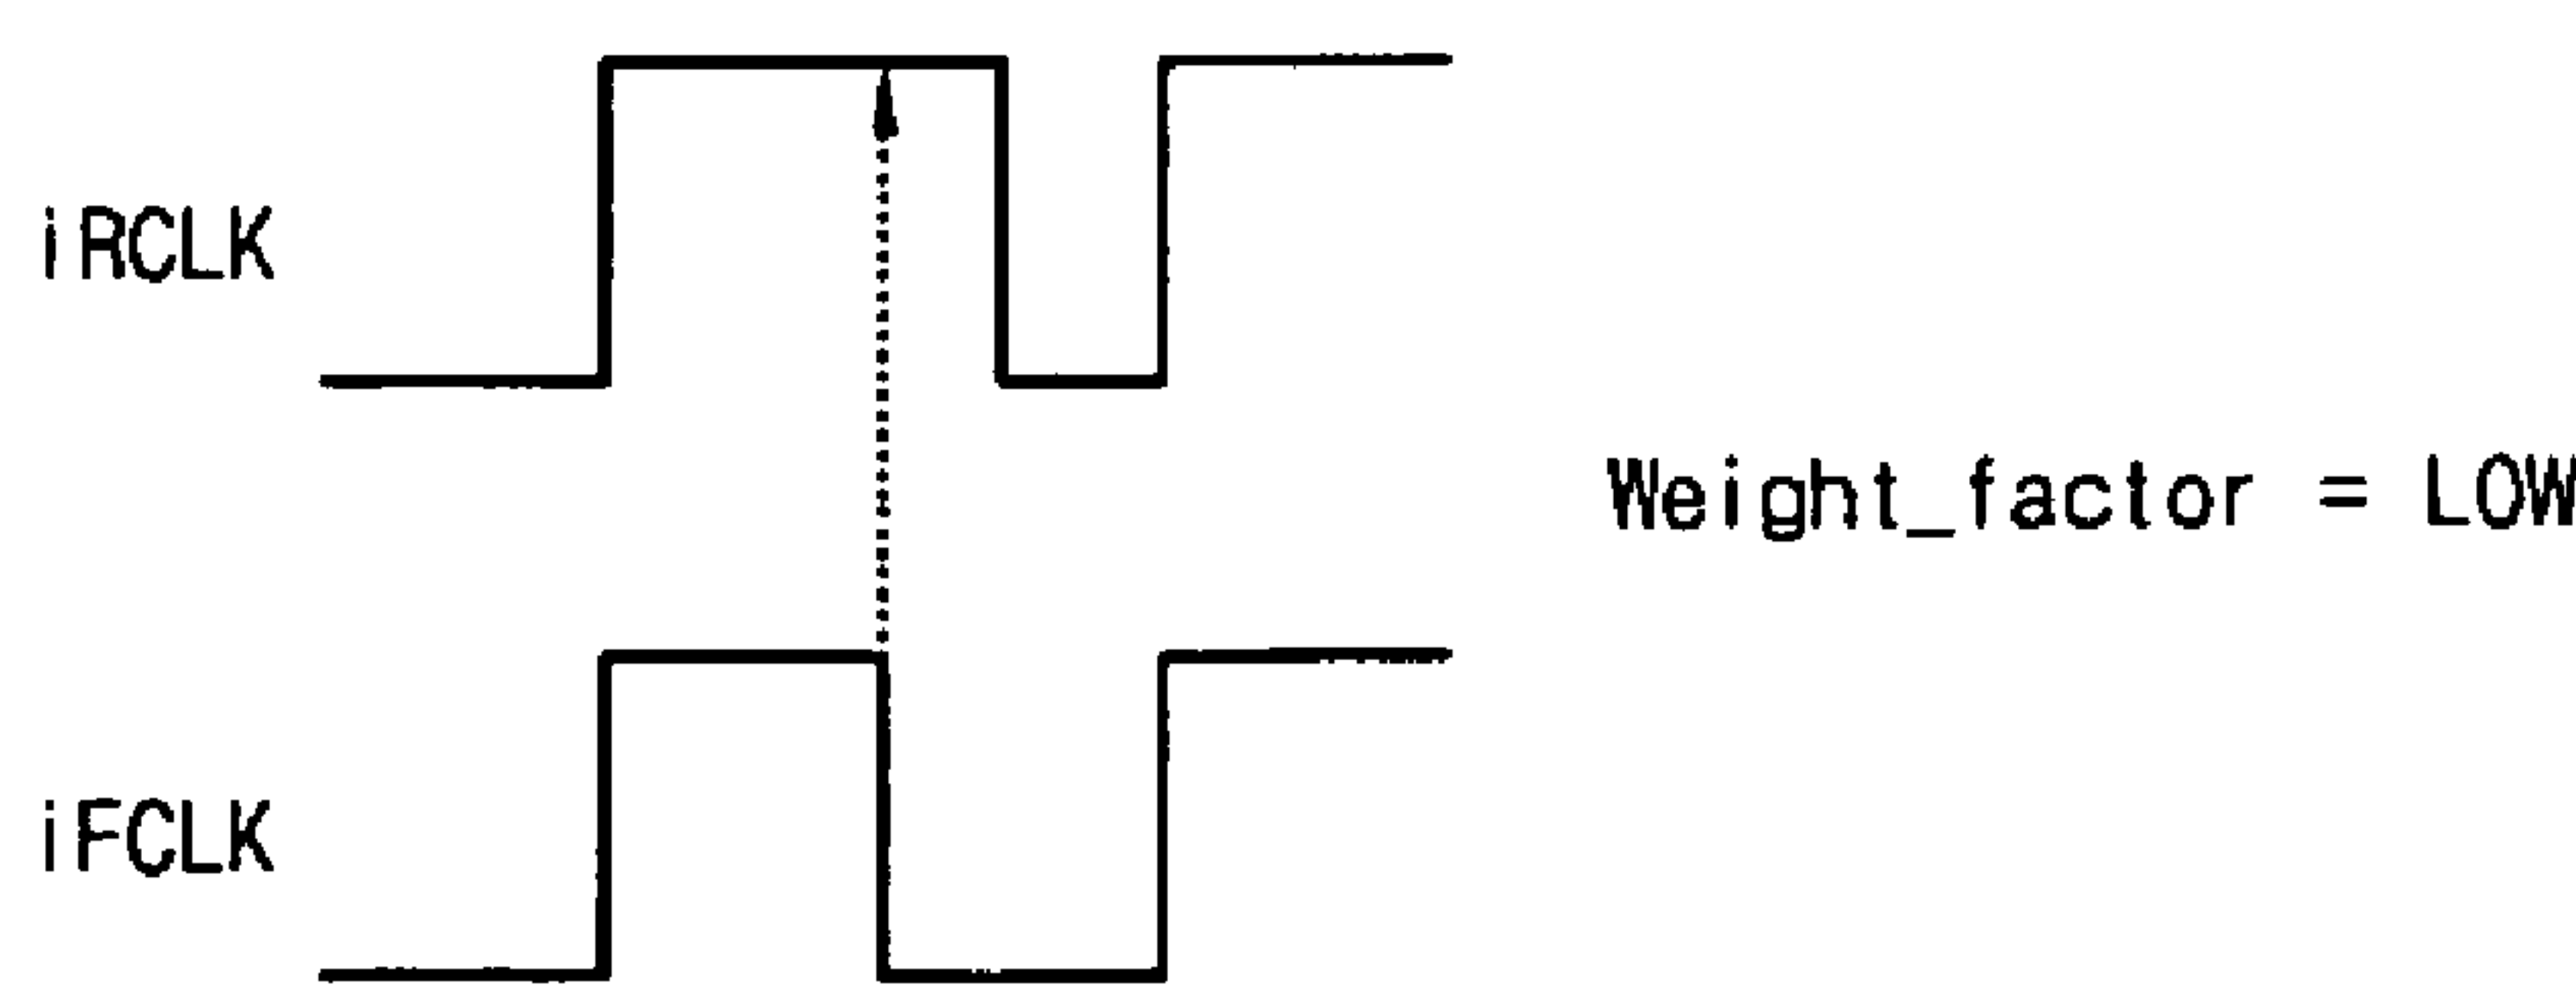 iRCLK
Weight_factor = LOW
iFCLK